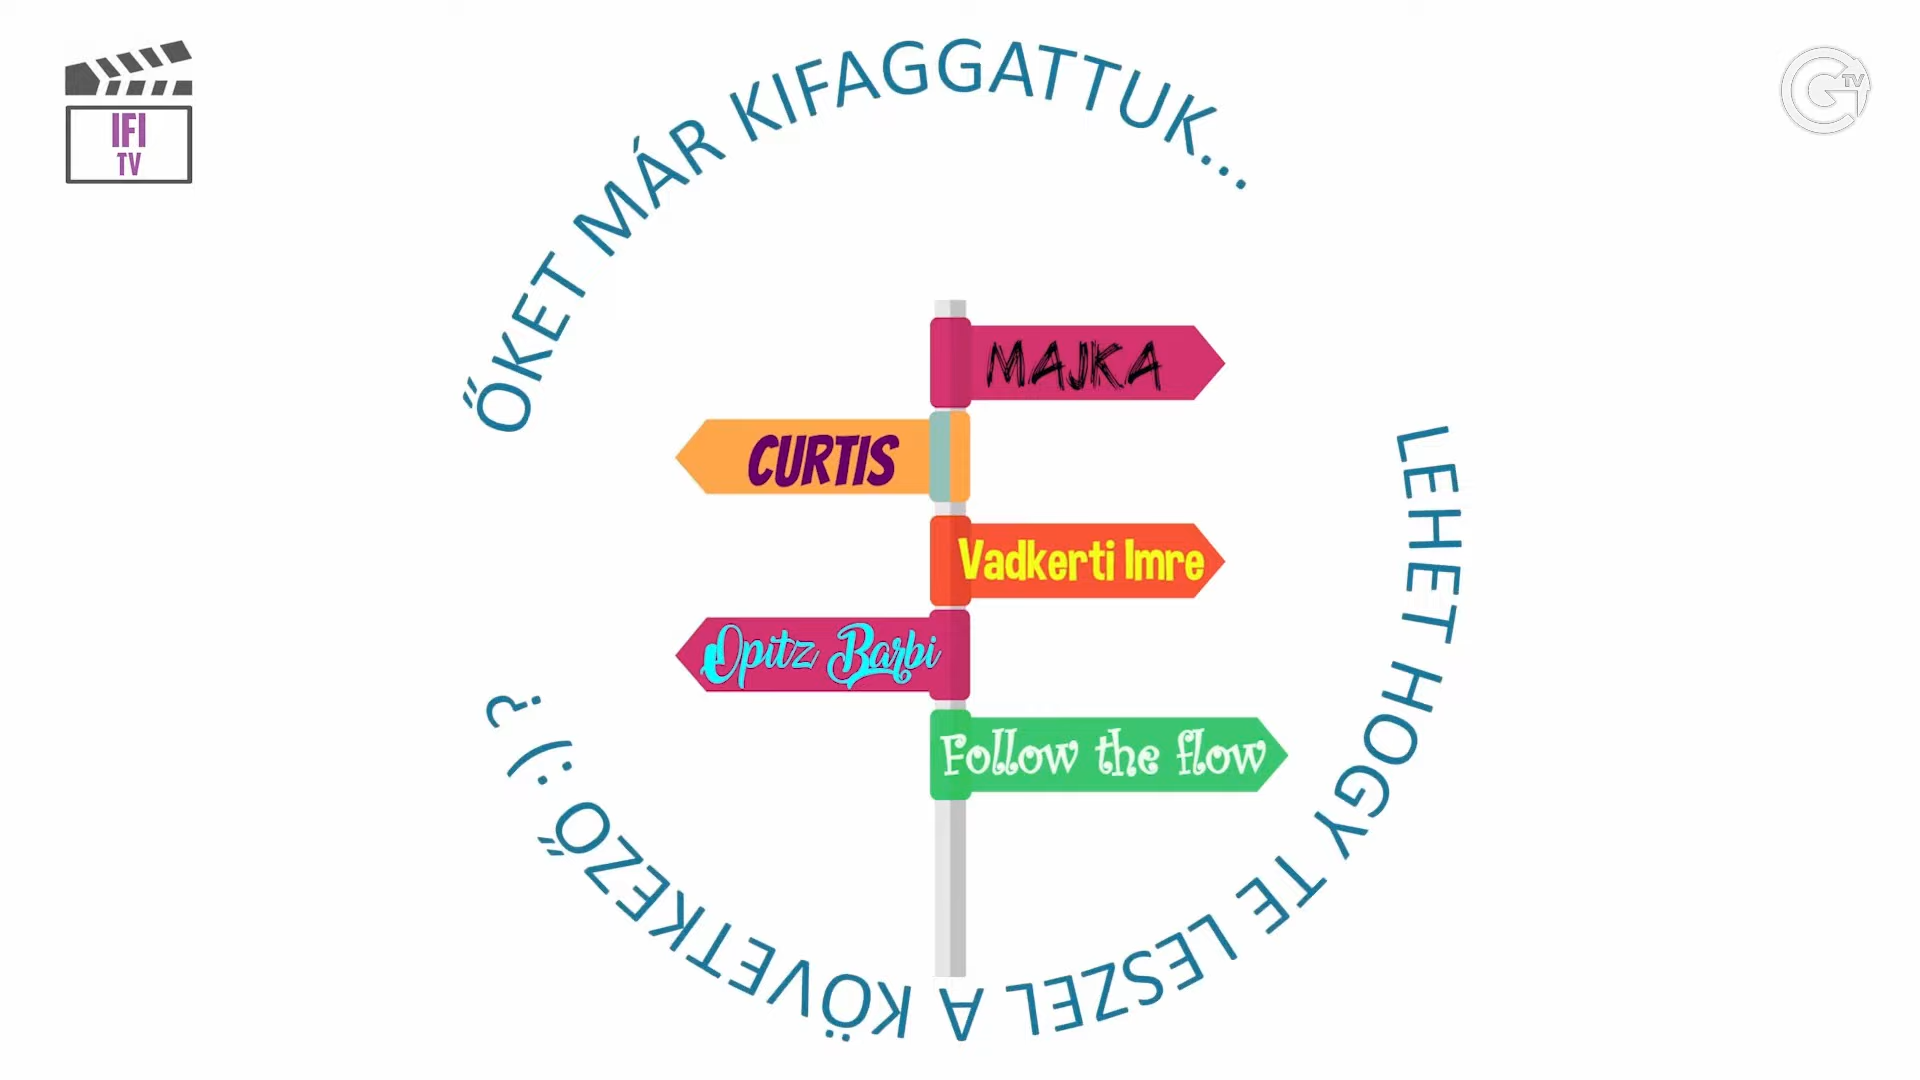 IFI
TV
TV
ŐKET MÁR KIFAGGATTUK...
MAJKA
CURTIS
Vadkerti Imre
Opitz Barbi
Follow the flow
LEHET HOGY TE LESZEL A KÖVETKEZŐ :) ?